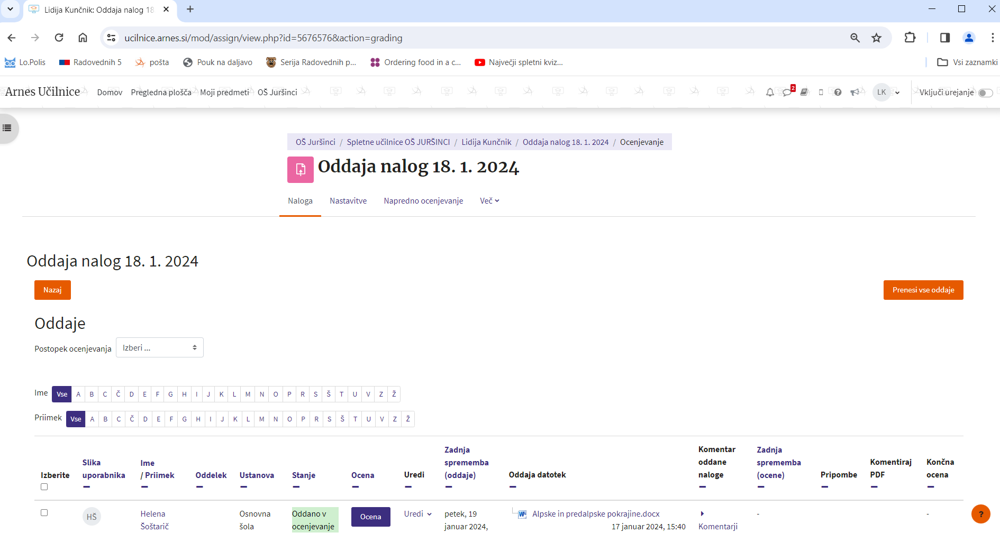 Lidija Kunčnik: Oddaja nalog 18
ucilnice.arnes.si/mod/assign/view.php?id=5676576&action=grading
Lo.Polis Radovednih 5 pošta Pouk na daljavo Serija Radovednih p... Ordering food in a c... Največji spletni kviz... Vsi zaznamki
Arnes Učilnice Domov Pregledna plošča Moji predmeti OŠ Juršinci 2 LK Vključi urejanje
OŠ Juršinci / Spletne učilnice OŠ JURŠINCI / Lidija Kunčnik / Oddaja nalog 18. 1. 2024 / Ocenjevanje
Oddaja nalog 18. 1. 2024
Naloga Nastavitve Napredno ocenjevanje Več
Oddaja nalog 18. 1. 2024
Nazaj Prenesi vse oddaje
Oddaje
Postopek ocenjevanja Izberi ...
Ime Vse A B C Č D E F G H I J K L M N O P R S Š T U V Z Ž
Priimek Vse A B C Č D E F G H I J K L M N O P R S Š T U V Z Ž
Izberite
Slika
uporabnika
Ime
/ Priimek
Oddelek
Ustanova
Stanje
Ocena
Uredi
Zadnja
sprememba
(oddaje)
Oddaja datotek
Komentar
oddane
naloge
Zadnja
sprememba
(ocene)
Pripombe
Komentiraj
PDF
Končna
ocena
HŠ
Helena
Šoštarič
Osnovna
šola
Oddano v
ocenjevanje
Ocena
Uredi
petek, 19
januar 2024,
Alpske in predalpske pokrajine.docx
17 januar 2024, 15:40
Komentarji
-
-
?